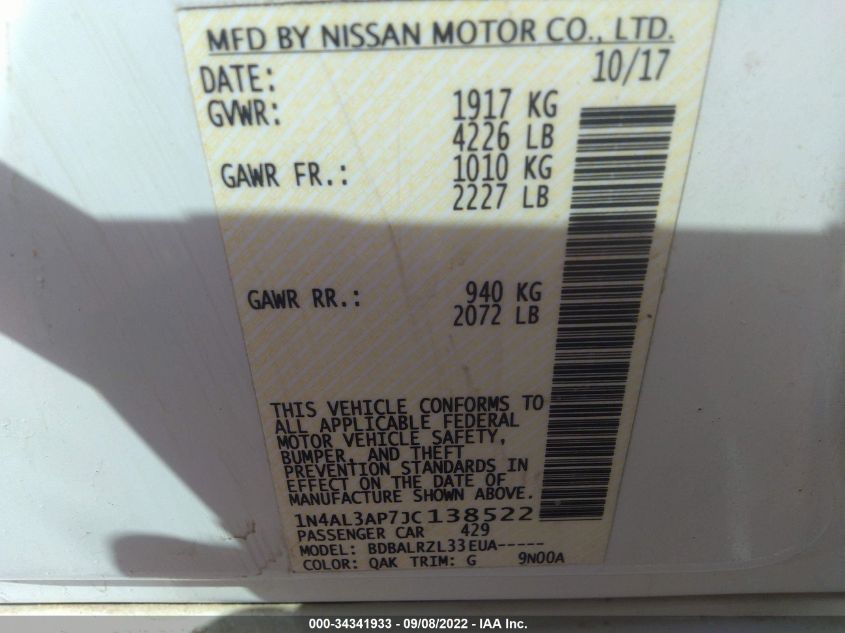 MFD BY NISSAN MOTOR CO., LTD.
DATE: 10/17
GVWR: 1917 KG
4226 LB
GAWR FR.: 1010 KG
2227 LB
GAWR RR.: 940 KG
2072 LB
THIS VEHICLE CONFORMS TO
ALL APPLICABLE FEDERAL
MOTOR VEHICLE SAFETY,
BUMPER, AND THEFT
PREVENTION STANDARDS IN
EFFECT ON THE DATE OF
MANUFACTURE SHOWN ABOVE.
1N4AL3AP7JC138522
PASSENGER CAR 429
MODEL: BDBALRZL33EUA-----
COLOR: QAK TRIM: G 9N00A
000-34341933 - 09/08/2022 - IAA Inc.